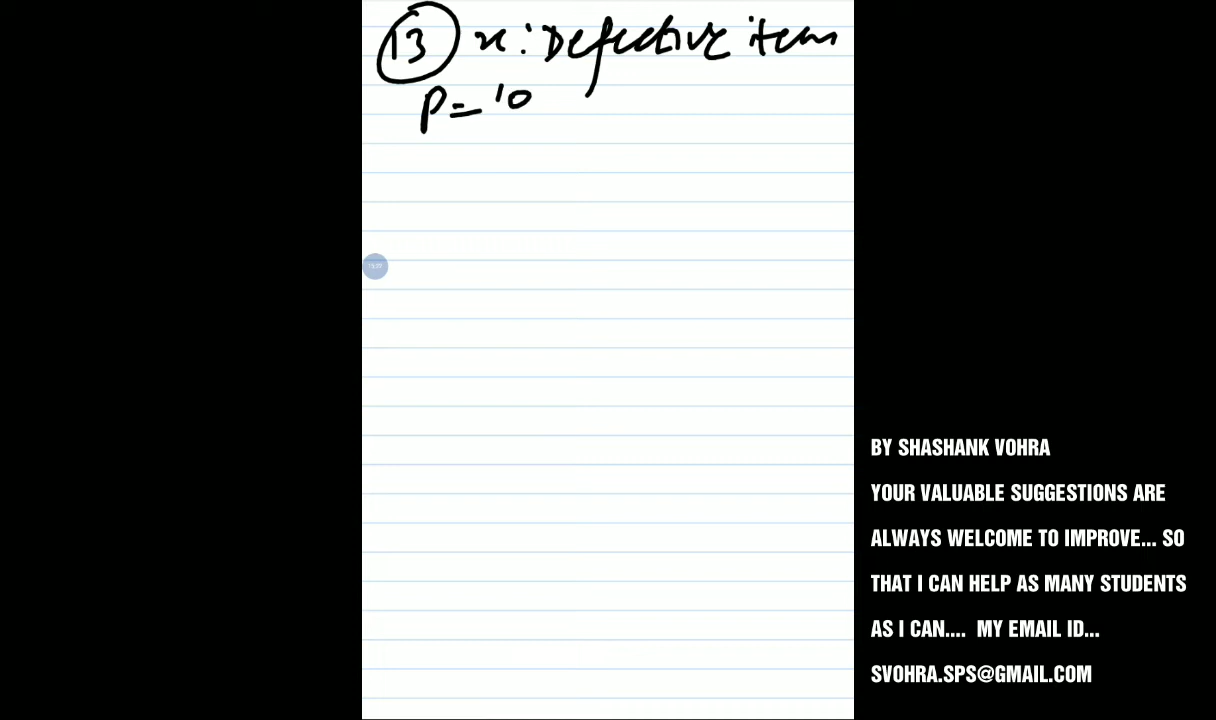 13 x : Defective item
P = 10
BY SHASHANK VOHRA
YOUR VALUABLE SUGGESTIONS ARE
ALWAYS WELCOME TO IMPROVE... SO
THAT I CAN HELP AS MANY STUDENTS
AS I CAN.... MY EMAIL ID...
SVOHRA.SPS@GMAIL.COM